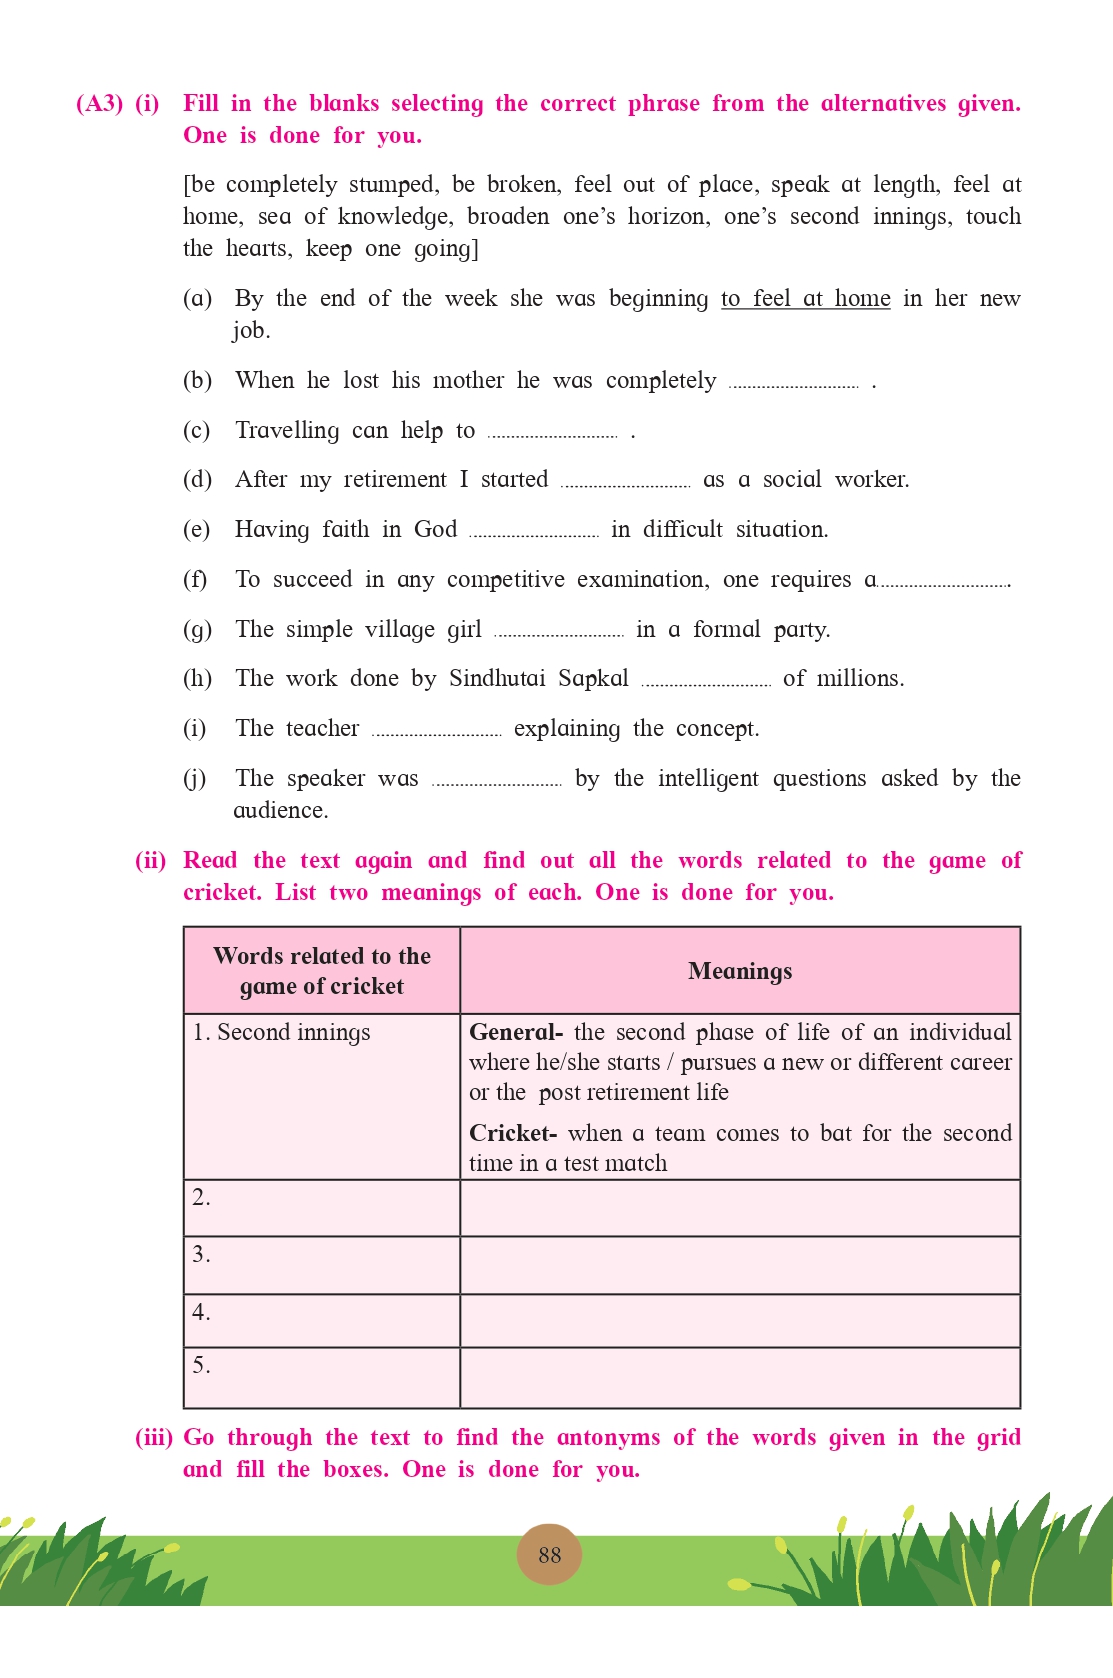 (A3) (i) Fill in the blanks selecting the correct phrase from the alternatives given.
One is done for you.
[be completely stumped, be broken, feel out of place, speak at length, feel at
home, sea of knowledge, broaden one’s horizon, one’s second innings, touch
the hearts, keep one going]
(a) By the end of the week she was beginning to feel at home in her new
job.
(b) When he lost his mother he was completely ............................ .
(c) Travelling can help to ............................ .
(d) After my retirement I started ............................ as a social worker.
(e) Having faith in God ............................ in difficult situation.
(f) To succeed in any competitive examination, one requires a.............................
(g) The simple village girl ............................ in a formal party.
(h) The work done by Sindhutai Sapkal ............................ of millions.
(i) The teacher ............................ explaining the concept.
(j) The speaker was ............................ by the intelligent questions asked by the
audience.
(ii) Read the text again and find out all the words related to the game of
cricket. List two meanings of each. One is done for you.
Words related to the
game of cricket
Meanings
1. Second innings
General- the second phase of life of an individual
where he/she starts / pursues a new or different career
or the post retirement life
Cricket- when a team comes to bat for the second
time in a test match
2.
3.
4.
5.
(iii) Go through the text to find the antonyms of the words given in the grid
and fill the boxes. One is done for you.
88